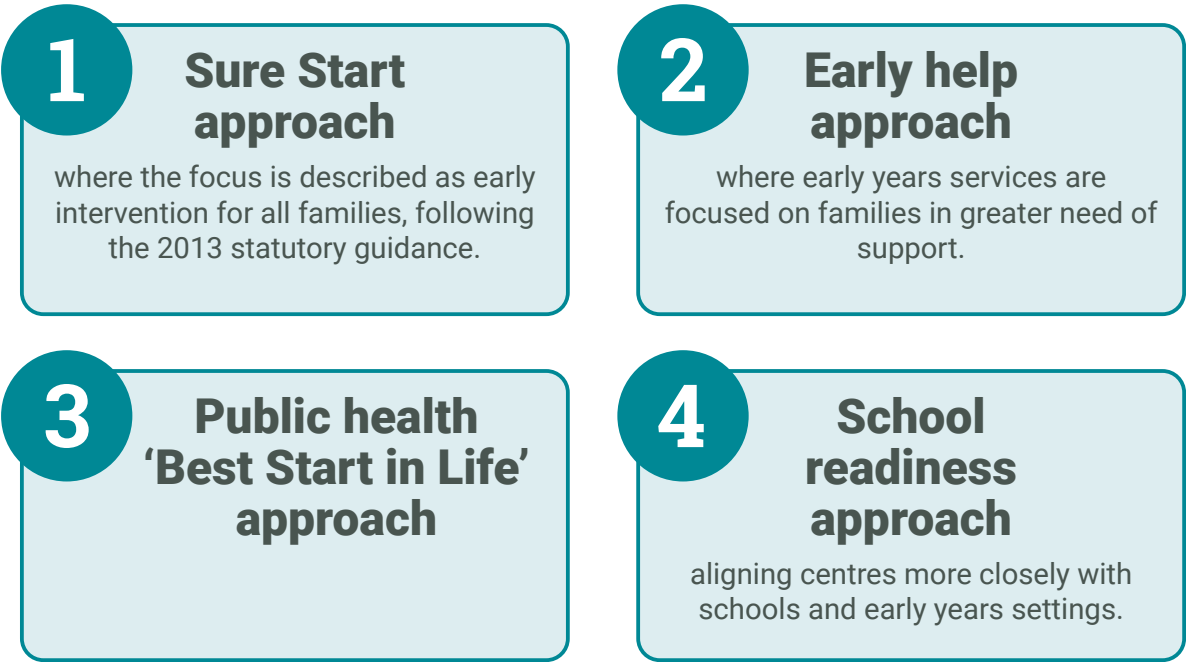 1
Sure Start
approach
where the focus is described as early
intervention for all families, following
the 2013 statutory guidance.
2
Early help
approach
where early years services are
focused on families in greater need of
support.
3
Public health
‘Best Start in Life’
approach
4
School
readiness
approach
aligning centres more closely with
schools and early years settings.